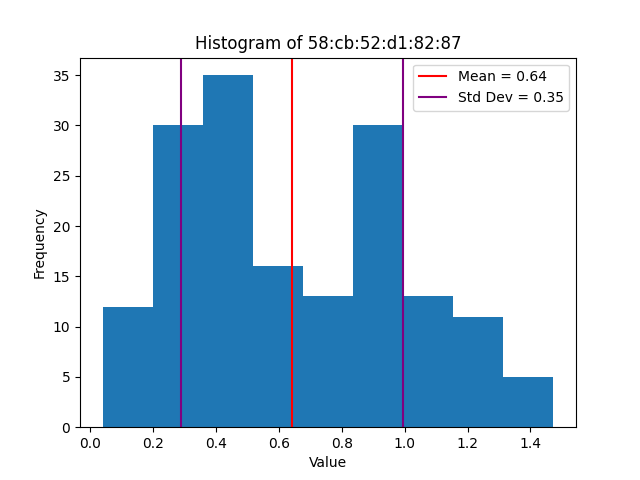 Histogram of 58:cb:52:d1:82:87
Mean = 0.64
Std Dev = 0.35
Frequency
35
30
25
20
15
10
5
0
0.0 0.2 0.4 0.6 0.8 1.0 1.2 1.4
Value